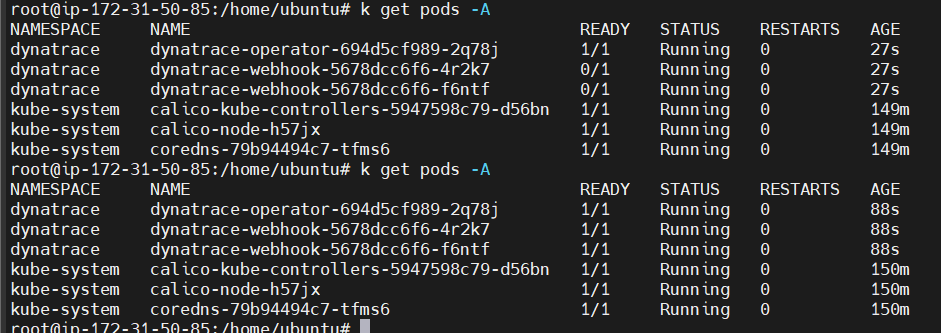 root@ip-172-31-50-85:/home/ubuntu# k get pods -A
NAMESPACE NAME READY STATUS RESTARTS AGE
dynatrace dynatrace-operator-694d5cf989-2q78j 1/1 Running 0 27s
dynatrace dynatrace-webhook-5678dcc6f6-4r2k7 0/1 Running 0 27s
dynatrace dynatrace-webhook-5678dcc6f6-f6ntf 0/1 Running 0 27s
kube-system calico-kube-controllers-5947598c79-d56bn 1/1 Running 0 149m
kube-system calico-node-h57jx 1/1 Running 0 149m
kube-system coredns-79b94494c7-tfms6 1/1 Running 0 149m
root@ip-172-31-50-85:/home/ubuntu# k get pods -A
NAMESPACE NAME READY STATUS RESTARTS AGE
dynatrace dynatrace-operator-694d5cf989-2q78j 1/1 Running 0 88s
dynatrace dynatrace-webhook-5678dcc6f6-4r2k7 1/1 Running 0 88s
dynatrace dynatrace-webhook-5678dcc6f6-f6ntf 1/1 Running 0 88s
kube-system calico-kube-controllers-5947598c79-d56bn 1/1 Running 0 150m
kube-system calico-node-h57jx 1/1 Running 0 150m
kube-system coredns-79b94494c7-tfms6 1/1 Running 0 150m
root@ip-172-31-50-85:/home/ubuntu#